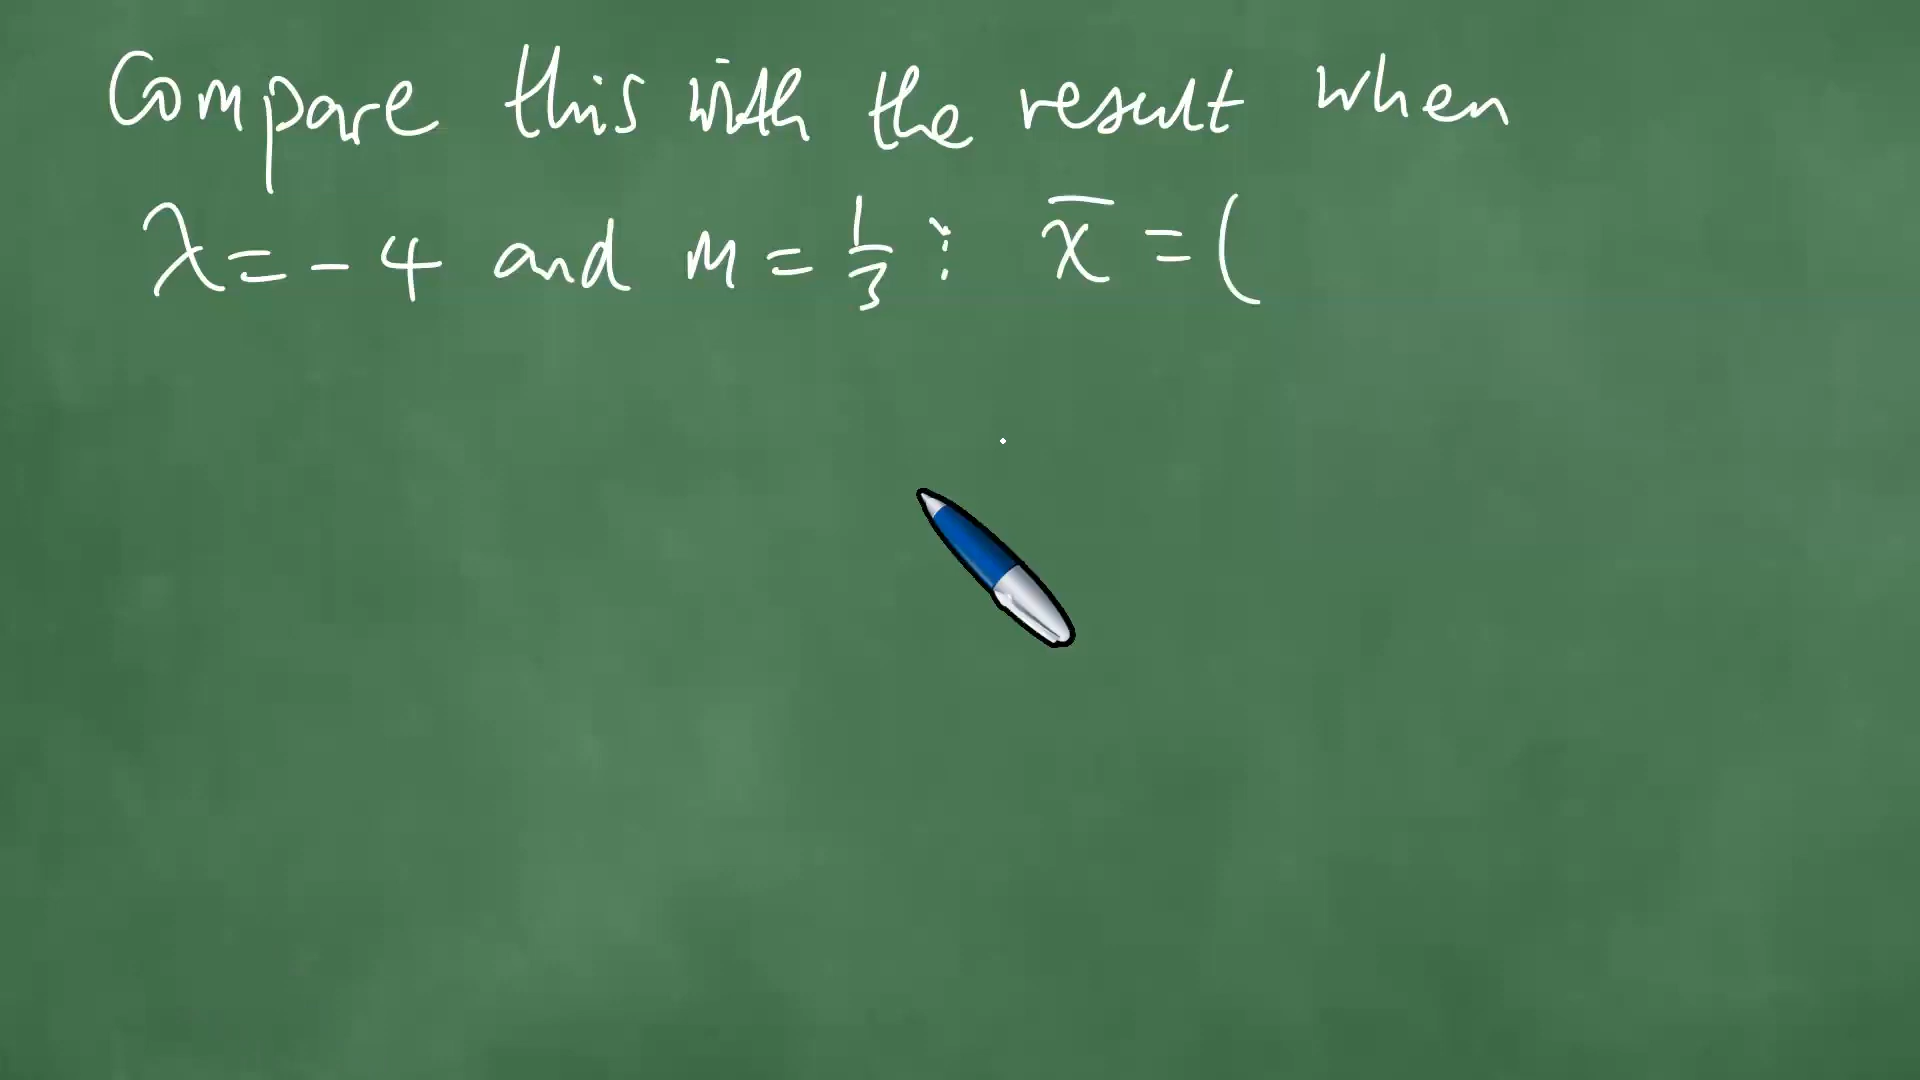 Compare this with the result when
λ = -4 and m = 1/3 : x̄ = (